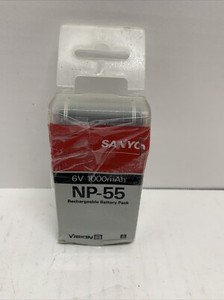 SANYO
6V 1000mAh
NP-55
Rechargeable Battery Pack